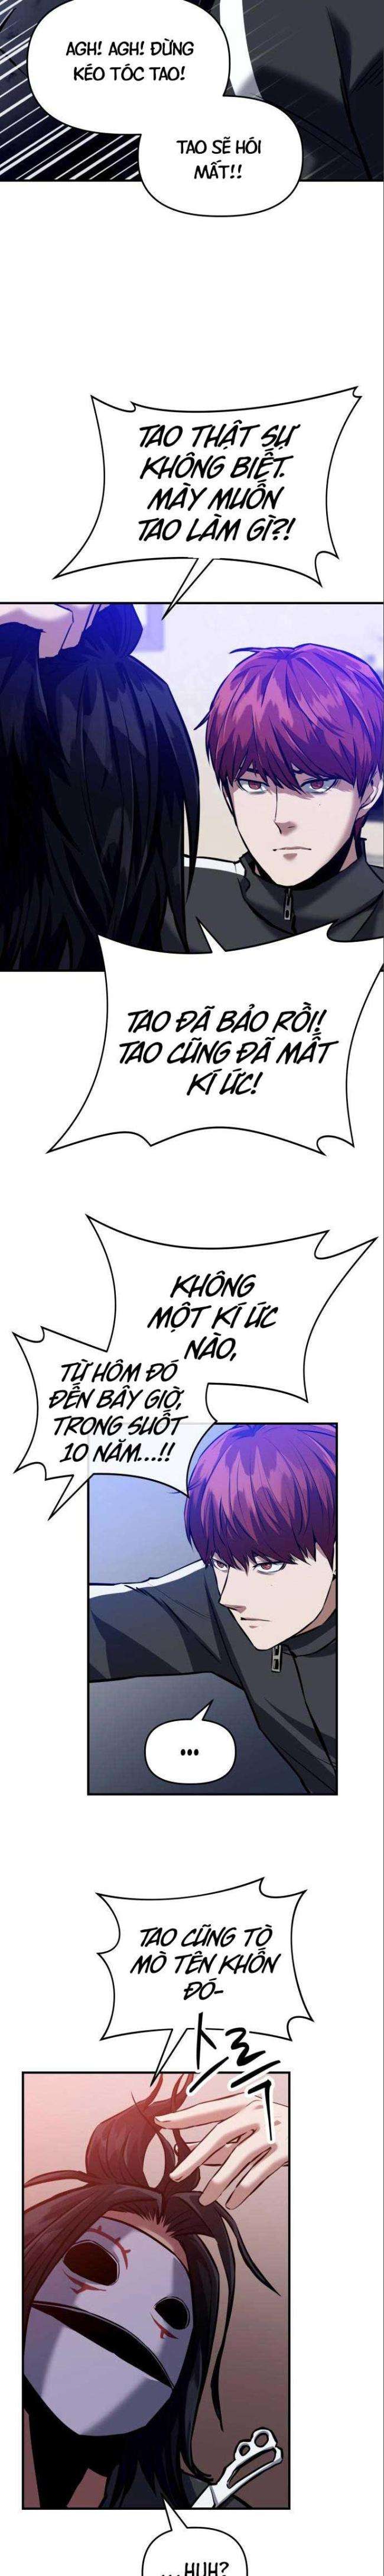 AGH! AGH! ĐỪNG
KÉO TÓC TAO!
TAO SẼ HÓI
MẤT!!
TAO THẬT SỰ
KHÔNG BIẾT.
MÀY MUỐN
TAO LÀM GÌ?!
TAO ĐÃ BẢO RỒI!
TAO CŨNG ĐÃ MẤT
KÍ ỨC!
KHÔNG
MỘT KÍ ỨC
NÀO,
TỪ HÔM ĐÓ
ĐẾN BÂY GIỜ,
TRONG SUỐT
10 NĂM...!!
...
TAO CŨNG TÒ
MÒ TÊN KHỐN
ĐÓ-
스륵
...HUH?